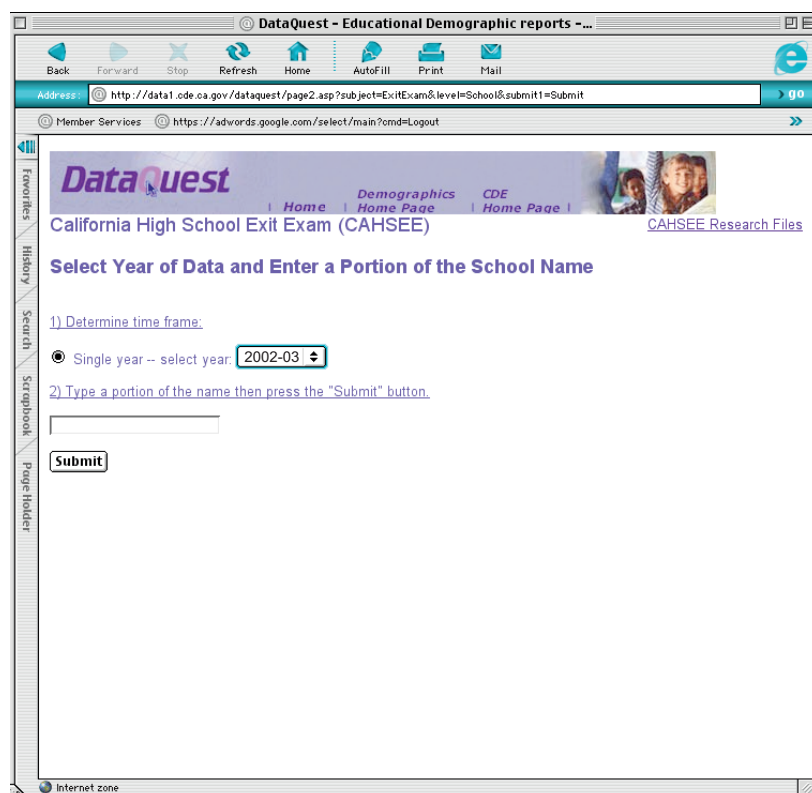 DataQuest - Educational Demographic reports -...
Back Forward Stop Refresh Home AutoFill Print Mail
Address: http://data1.cde.ca.gov/dataquest/page2.asp?subject=ExitExam&level=School&submit1=Submit go
Member Services https://adwords.google.com/select/main?cmd=Logout
Favorites
History
Search
Scrapbook
Page Holder
DataQuest
| Home | Demographics Home Page | CDE Home Page |
California High School Exit Exam (CAHSEE) CAHSEE Research Files
Select Year of Data and Enter a Portion of the School Name
1) Determine time frame:
Single year -- select year: 2002-03
2) Type a portion of the name then press the "Submit" button.
Submit
Internet zone